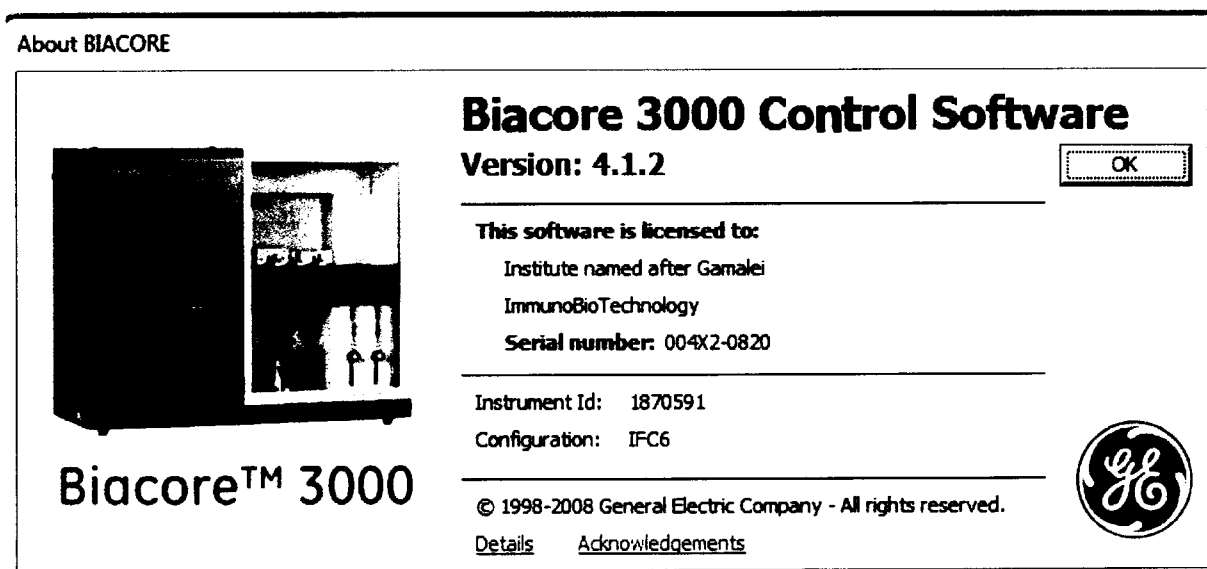 About BIACORE
Biacore 3000 Control Software
Version: 4.1.2
OK
This software is licensed to:
Institute named after Gamalei
ImmunoBioTechnology
Serial number: 004X2-0820
Instrument Id: 1870591
Configuration: IFC6
Biacore™ 3000
GE
© 1998-2008 General Electric Company - All rights reserved.
Details Acknowledgements